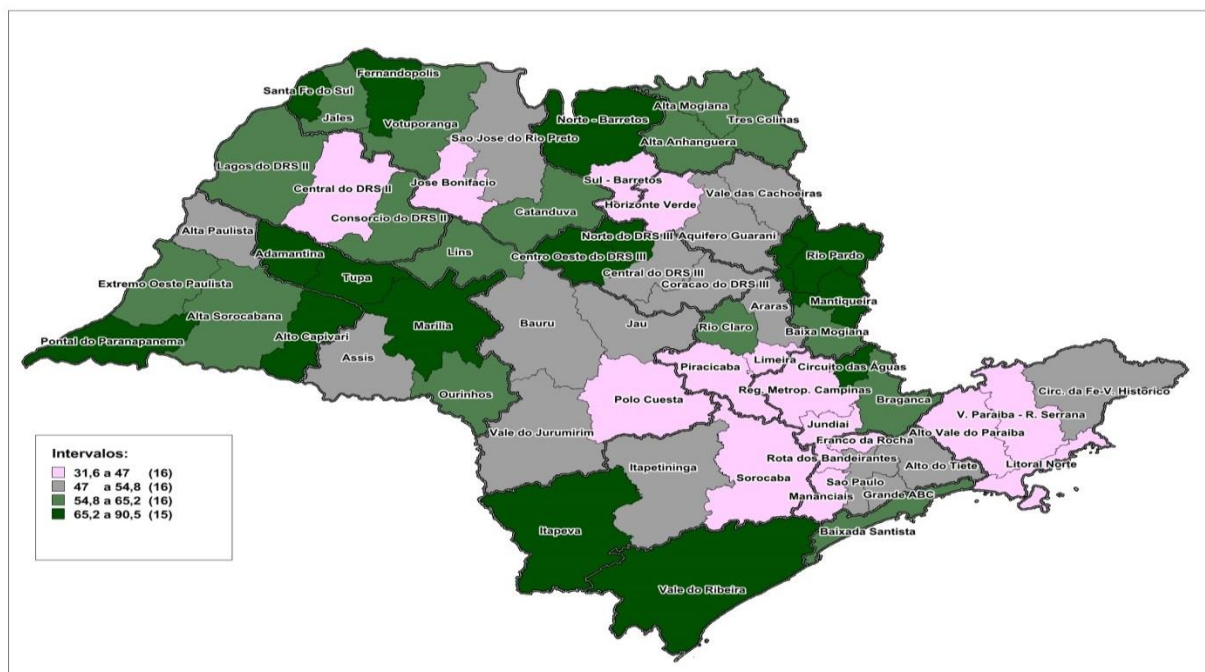 Fernandopolis
Santa Fe do Sul
Jales
Votuporanga
Sao Jose do Rio Preto
Norte - Barretos
Alta Mogiana
Tres Colinas
Alta Anhanguera
Lagos do DRS II
Central do DRS II
Jose Bonifacio
Sul - Barretos
Horizonte Verde
Vale das Cachoeiras
Consorcio do DRS II
Catanduva
Alta Paulista
Adamantina
Tupa
Lins
Norte do DRS III
Aquifero Guarani
Centro Oeste do DRS III
Central do DRS III
Coracao do DRS III
Rio Pardo
Extremo Oeste Paulista
Alta Sorocabana
Marilia
Bauru
Jau
Araras
Mantiqueira
Rio Claro
Baixa Mogiana
Pontal do Paranapanema
Alto Capivari
Assis
Piracicaba
Limeira
Circuito das Águas
Ourinhos
Polo Cuesta
Reg. Metrop. Campinas
Braganca
Circ. da Fe-V. Histórico
V. Paraiba - R. Serrana
Jundiai
Alto Vale do Paraiba
Vale do Jurumirim
Franco da Rocha
Rota dos Bandeirantes
Alto do Tiete
Litoral Norte
Itapetininga
Sorocaba
Sao Paulo
Mananciais
Grande ABC
Itapeva
Baixada Santista
Vale do Ribeira
Intervalos:
31,6 a 47 (16)
47 a 54,8 (16)
54,8 a 65,2 (16)
65,2 a 90,5 (15)